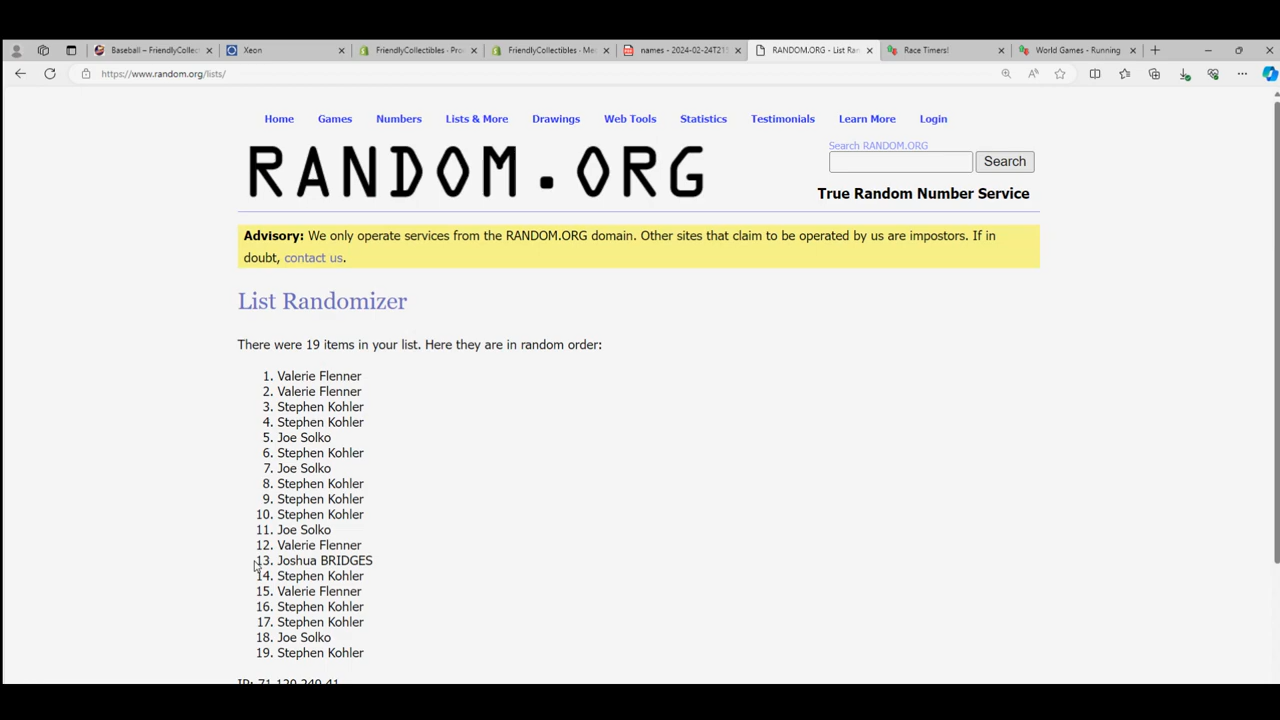 Baseball – FriendlyCollec
Xeon
FriendlyCollectibles - Pro
FriendlyCollectibles - Me
names - 2024-02-24T21
RANDOM.ORG - List Ran
Race Timers!
World Games - Running
https://www.random.org/lists/
Home Games Numbers Lists & More Drawings Web Tools Statistics Testimonials Learn More Login
RANDOM.ORG
Search RANDOM.ORG
Search
True Random Number Service
Advisory: We only operate services from the RANDOM.ORG domain. Other sites that claim to be operated by us are impostors. If in
doubt, contact us.
List Randomizer
There were 19 items in your list. Here they are in random order:
1. Valerie Flenner
2. Valerie Flenner
3. Stephen Kohler
4. Stephen Kohler
5. Joe Solko
6. Stephen Kohler
7. Joe Solko
8. Stephen Kohler
9. Stephen Kohler
10. Stephen Kohler
11. Joe Solko
12. Valerie Flenner
13. Joshua BRIDGES
14. Stephen Kohler
15. Valerie Flenner
16. Stephen Kohler
17. Stephen Kohler
18. Joe Solko
19. Stephen Kohler